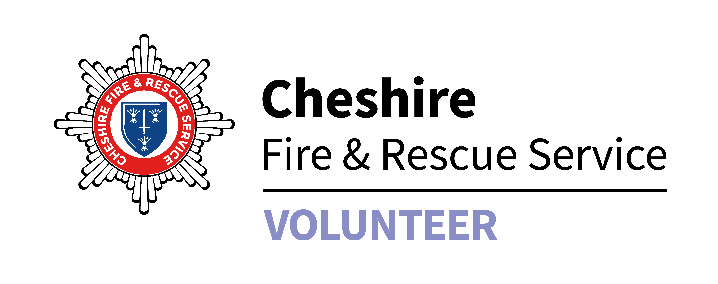 CHESHIRE FIRE & RESCUE SERVICE
Cheshire
Fire & Rescue Service
VOLUNTEER